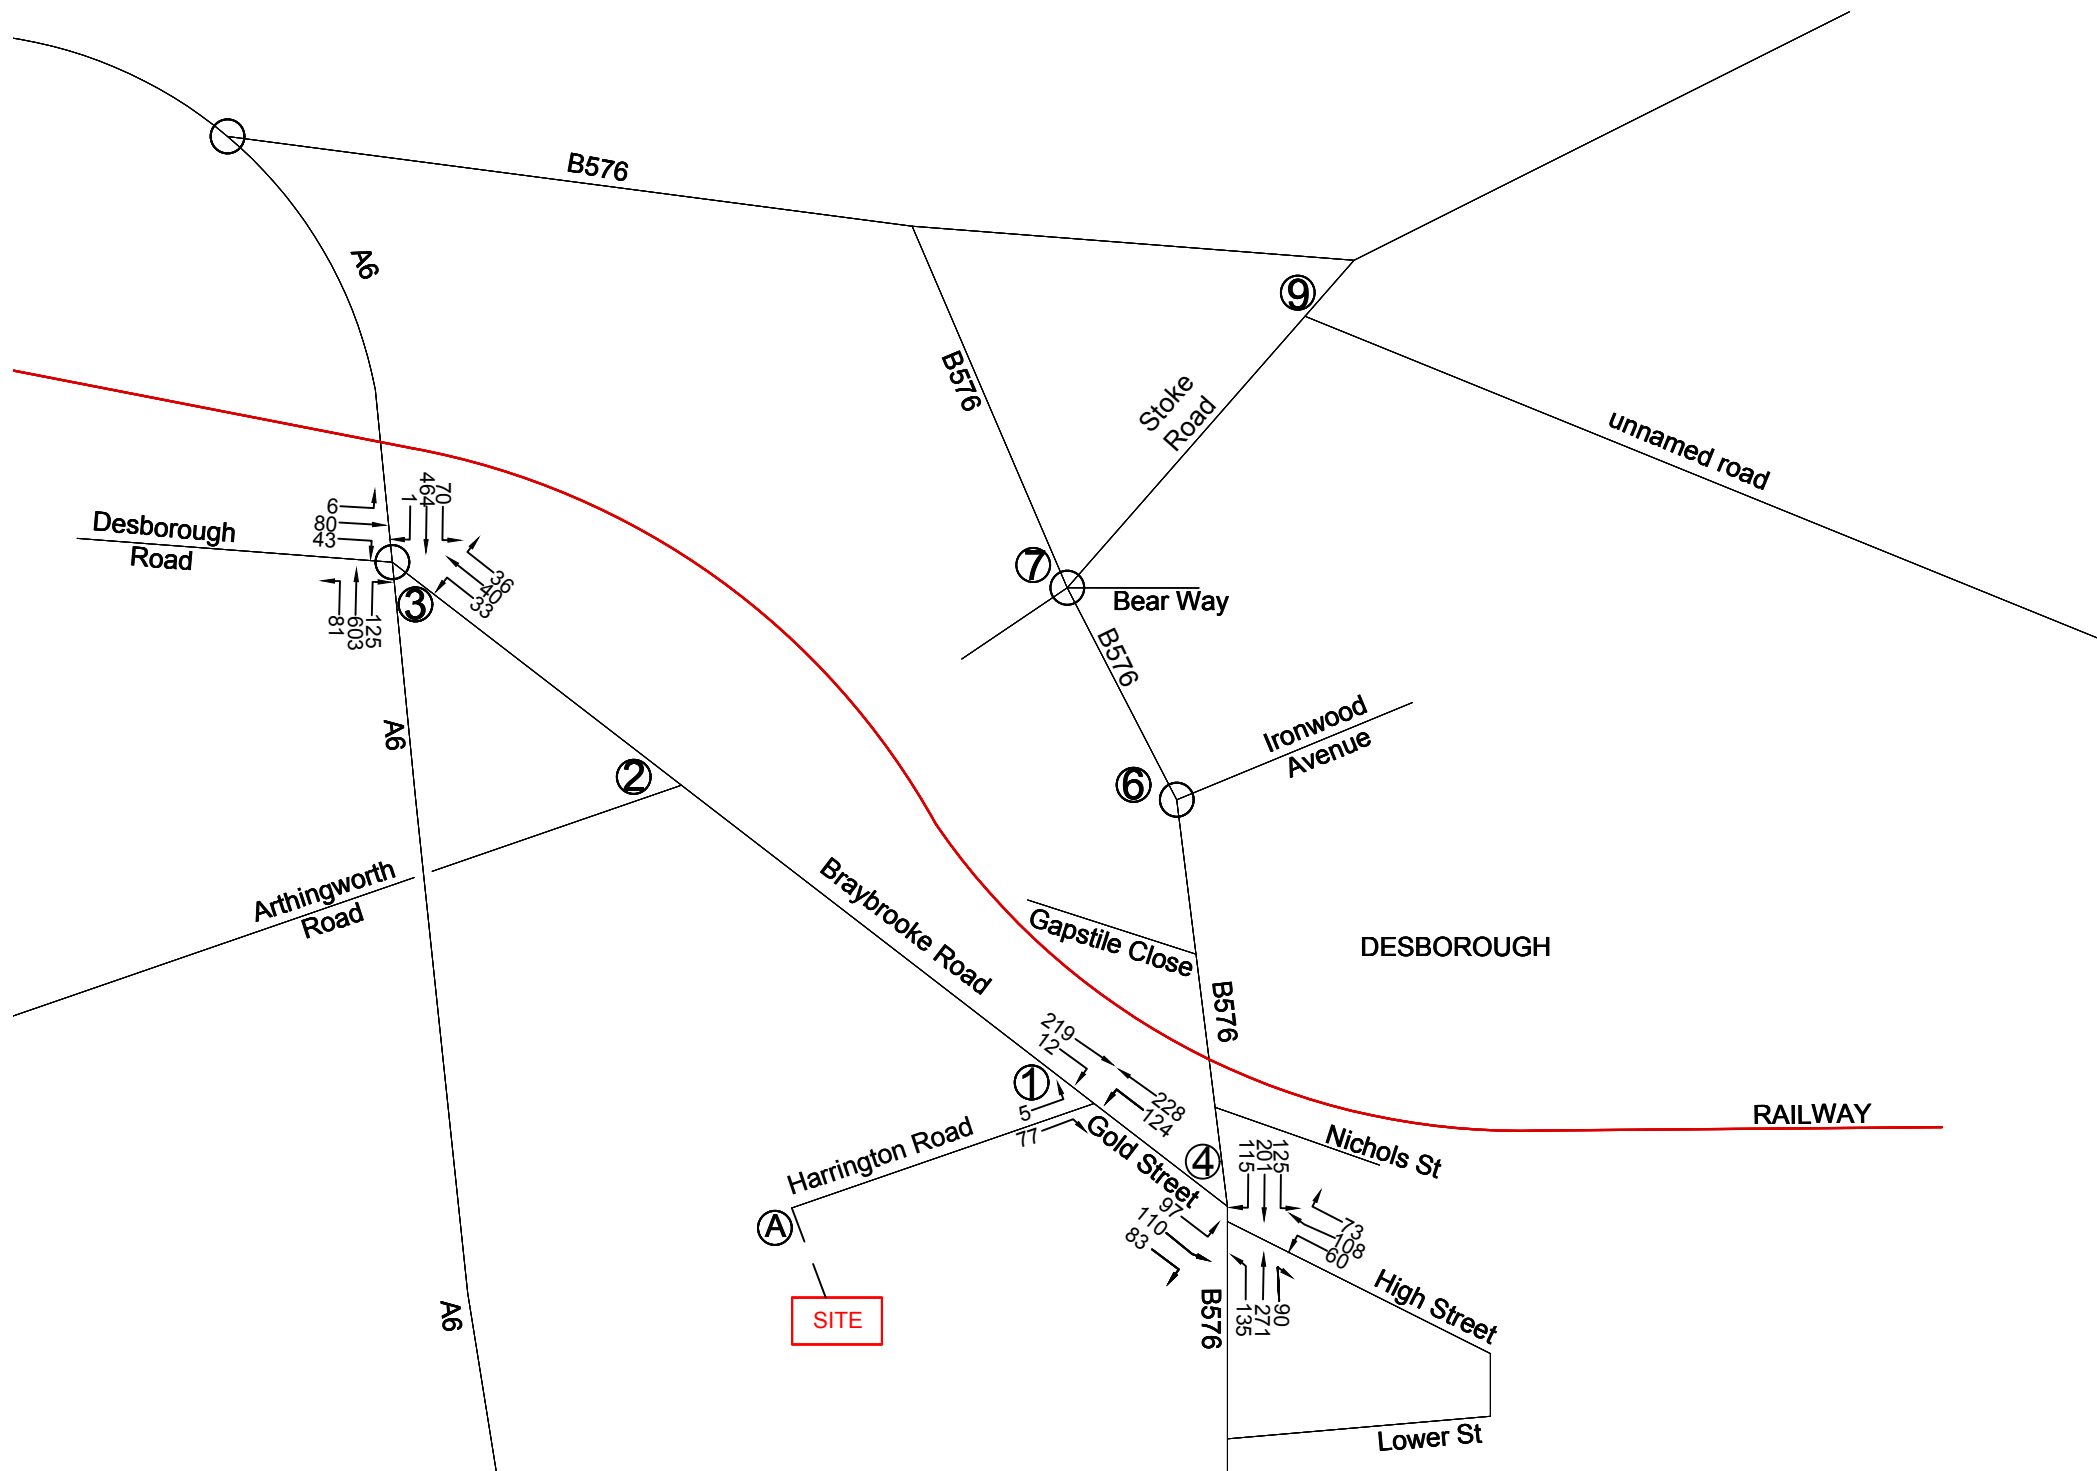 B576
A6
9
B576
Stoke
Road
unnamed road
6
80
43
1
464
70
Desborough
Road
36
40
33
3
81
603
125
7
Bear Way
B576
A6
2
6
Ironwood
Avenue
Arthingworth
Road
Braybrooke Road
Gapstile Close
DESBOROUGH
B576
219
12
1
5
77
228
124
Gold Street
RAILWAY
Harrington Road
Nichols St
4
115
201
125
A
97
110
83
73
108
60
High Street
SITE
A6
B576
135
271
90
Lower St